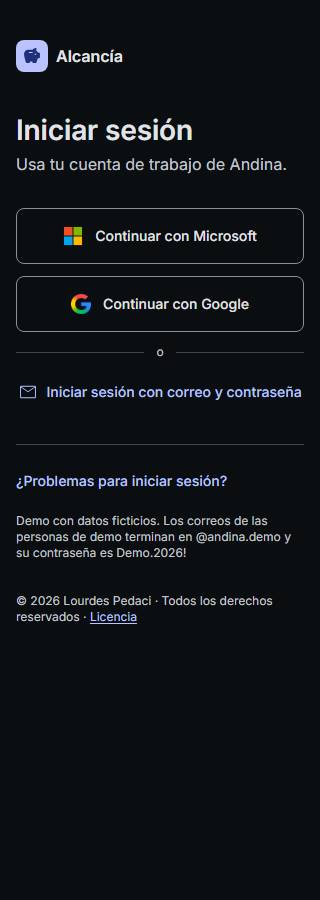 Alcancía
Iniciar sesión
Usa tu cuenta de trabajo de Andina.
Continuar con Microsoft
Continuar con Google
o
Iniciar sesión con correo y contraseña
¿Problemas para iniciar sesión?
Demo con datos ficticios. Los correos de las
personas de demo terminan en @andina.demo y
su contraseña es Demo.2026!
© 2026 Lourdes Pedaci · Todos los derechos
reservados · Licencia